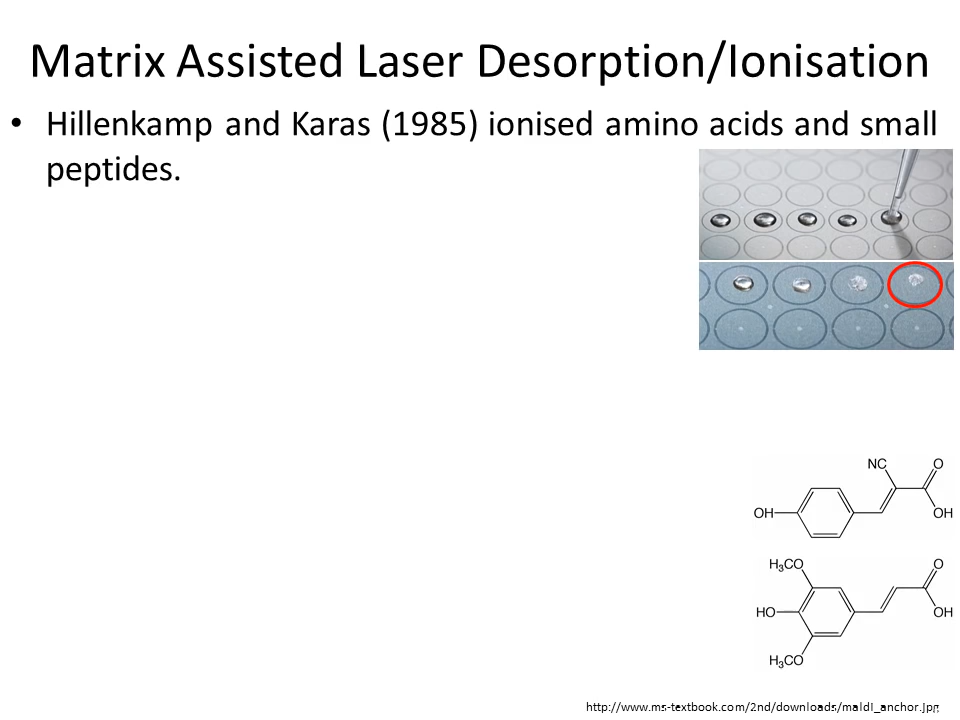 Matrix Assisted Laser Desorption/Ionisation
• Hillenkamp and Karas (1985) ionised amino acids and small
peptides.
NC O
OH OH
H₃CO O
HO OH
H₃CO
http://www.ms-textbook.com/2nd/downloads/maldi_anchor.jpg